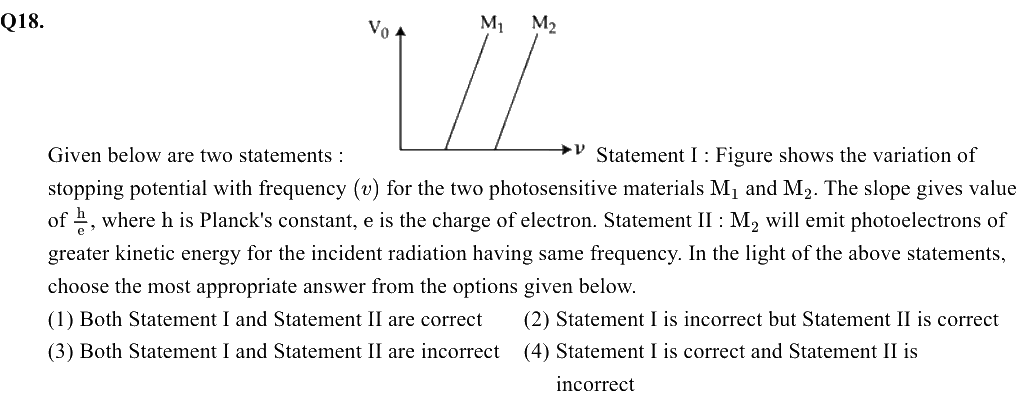 Q18.
V₀ M₁ M₂
Given below are two statements : ν Statement I : Figure shows the variation of
stopping potential with frequency (v) for the two photosensitive materials M₁ and M₂. The slope gives value
of h/e, where h is Planck's constant, e is the charge of electron. Statement II : M₂ will emit photoelectrons of
greater kinetic energy for the incident radiation having same frequency. In the light of the above statements,
choose the most appropriate answer from the options given below.
(1) Both Statement I and Statement II are correct (2) Statement I is incorrect but Statement II is correct
(3) Both Statement I and Statement II are incorrect (4) Statement I is correct and Statement II is
incorrect